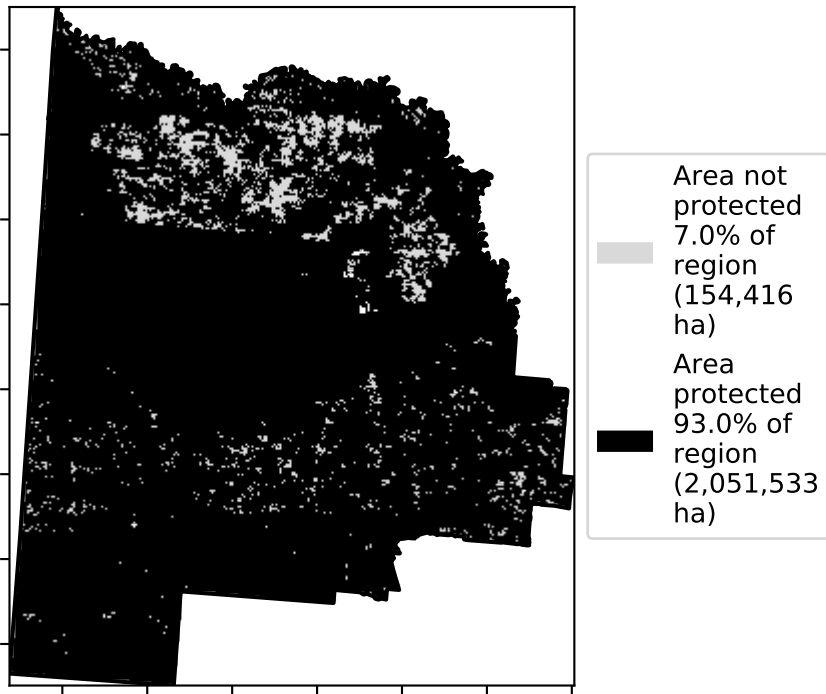 Area not
protected
7.0% of
region
(154,416
ha)
Area
protected
93.0% of
region
(2,051,533
ha)